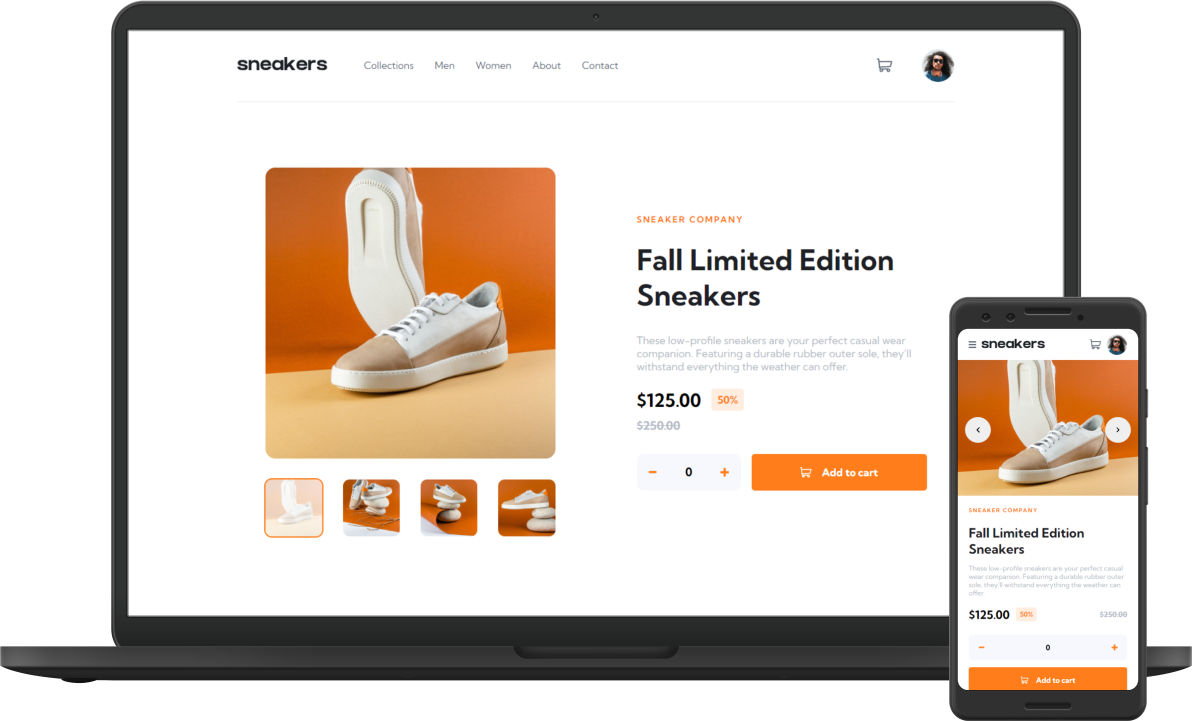 sneakers
Collections
Men
Women
About
Contact
SNEAKER COMPANY
Fall Limited Edition
Sneakers
These low-profile sneakers are your perfect casual wear
companion. Featuring a durable rubber outer sole, they'll
withstand everything the weather can offer.
$125.00 50%
$250.00
− 0 +
Add to cart
sneakers
SNEAKER COMPANY
Fall Limited Edition
Sneakers
These low-profile sneakers are your perfect casual
wear companion. Featuring a durable rubber outer
sole, they'll withstand everything the weather can
offer.
$125.00 50% $250.00
− 0 +
Add to cart